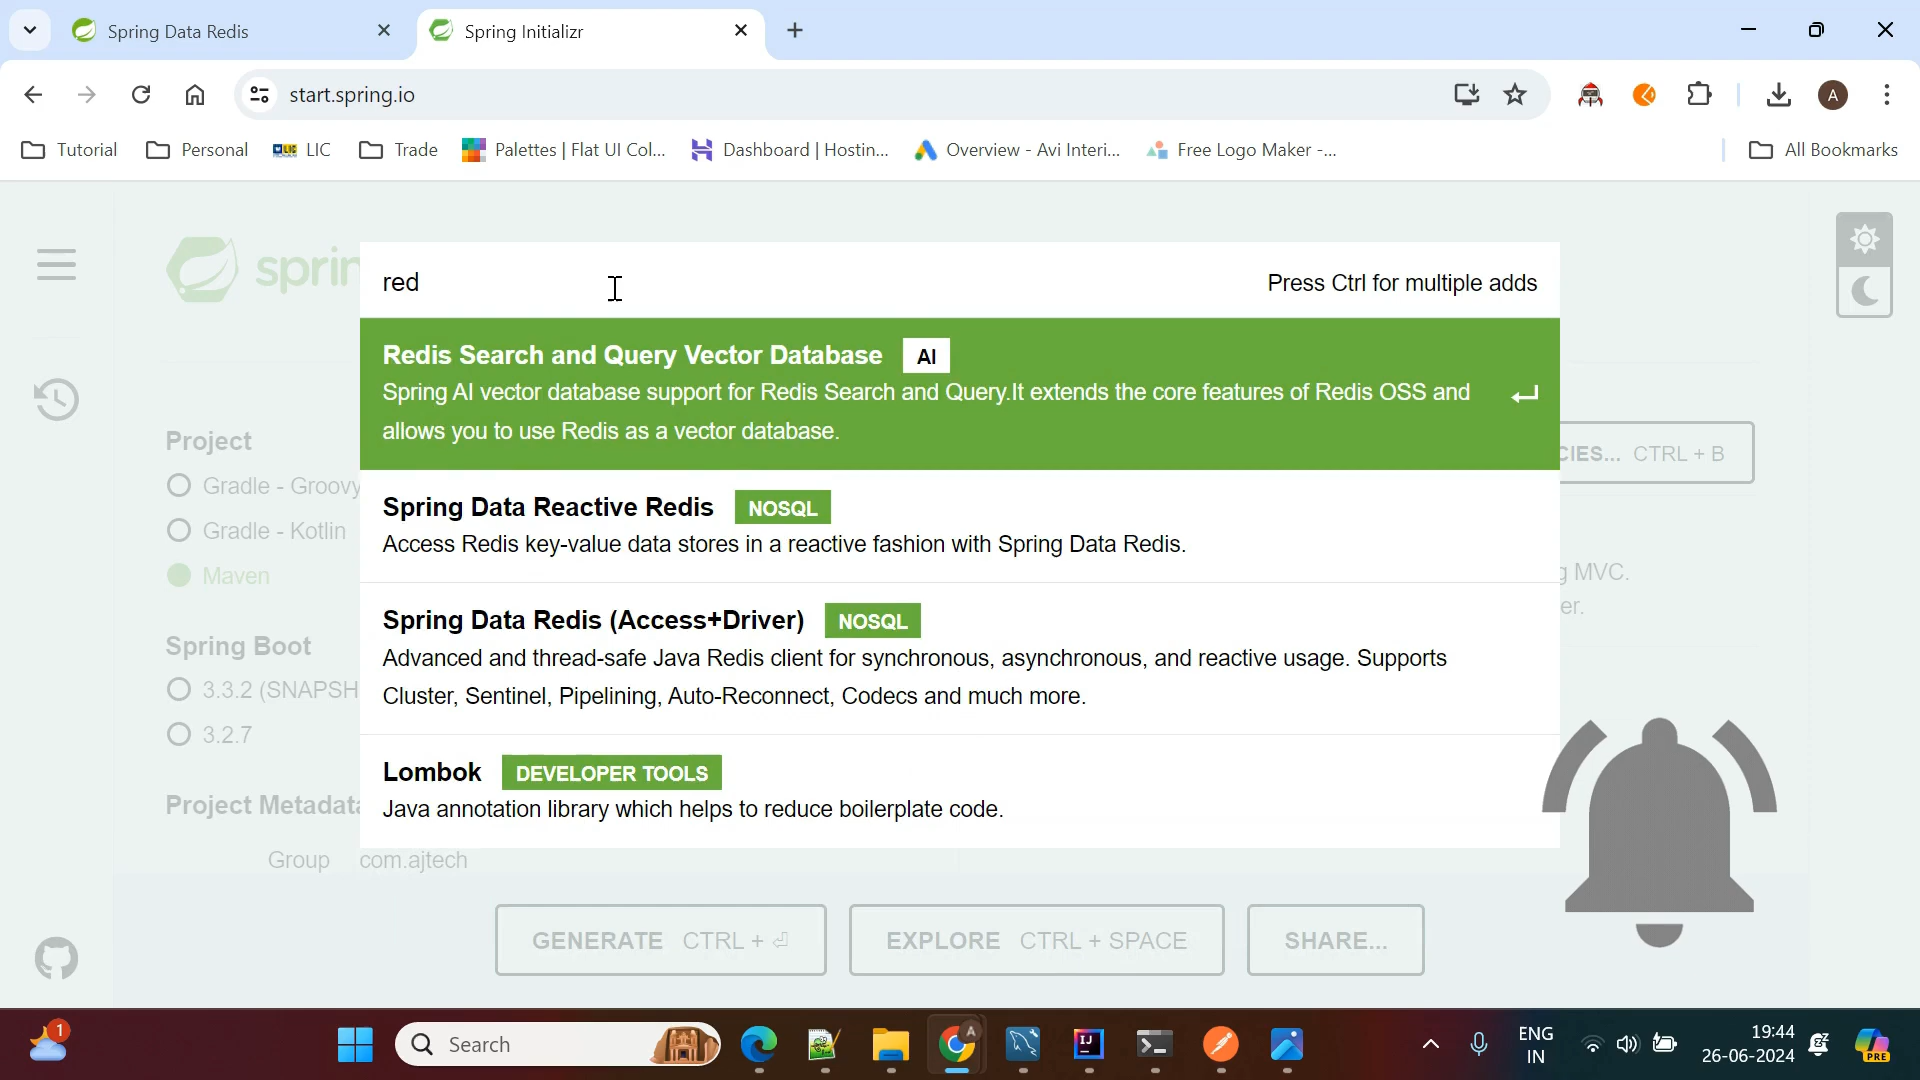 Spring Data Redis
Spring Initializr
start.spring.io
A
Tutorial
Personal
LIC
Trade
Palettes | Flat UI Col...
Dashboard | Hostin...
Overview - Avi Interi...
Free Logo Maker -...
All Bookmarks
sprin
red
Press Ctrl for multiple adds
Redis Search and Query Vector Database AI
Spring AI vector database support for Redis Search and Query.It extends the core features of Redis OSS and
allows you to use Redis as a vector database.
Spring Data Reactive Redis NOSQL
Access Redis key-value data stores in a reactive fashion with Spring Data Redis.
Spring Data Redis (Access+Driver) NOSQL
Advanced and thread-safe Java Redis client for synchronous, asynchronous, and reactive usage. Supports
Cluster, Sentinel, Pipelining, Auto-Reconnect, Codecs and much more.
Lombok DEVELOPER TOOLS
Java annotation library which helps to reduce boilerplate code.
Project
Gradle - Groovy
Gradle - Kotlin
Maven
Spring Boot
3.3.2 (SNAPSH
3.2.7
Project Metadata
Group com.ajtech
CIES... CTRL + B
g MVC.
er.
GENERATE CTRL + ⏎
EXPLORE CTRL + SPACE
SHARE...
1
Search
A
IJ
ENG
IN
19:44
26-06-2024
PRE